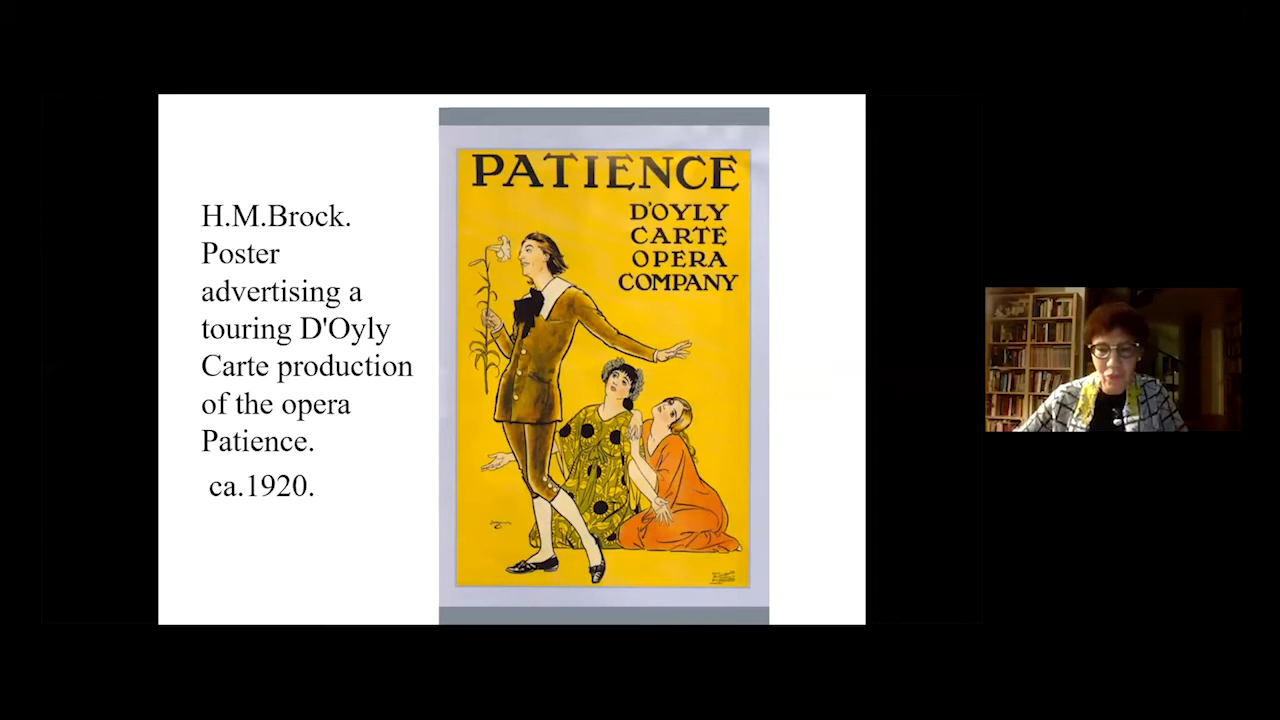 H.M.Brock.
Poster
advertising a
touring D'Oyly
Carte production
of the opera
Patience.
ca.1920.
PATIENCE
D'OYLY
CARTE
OPERA
COMPANY